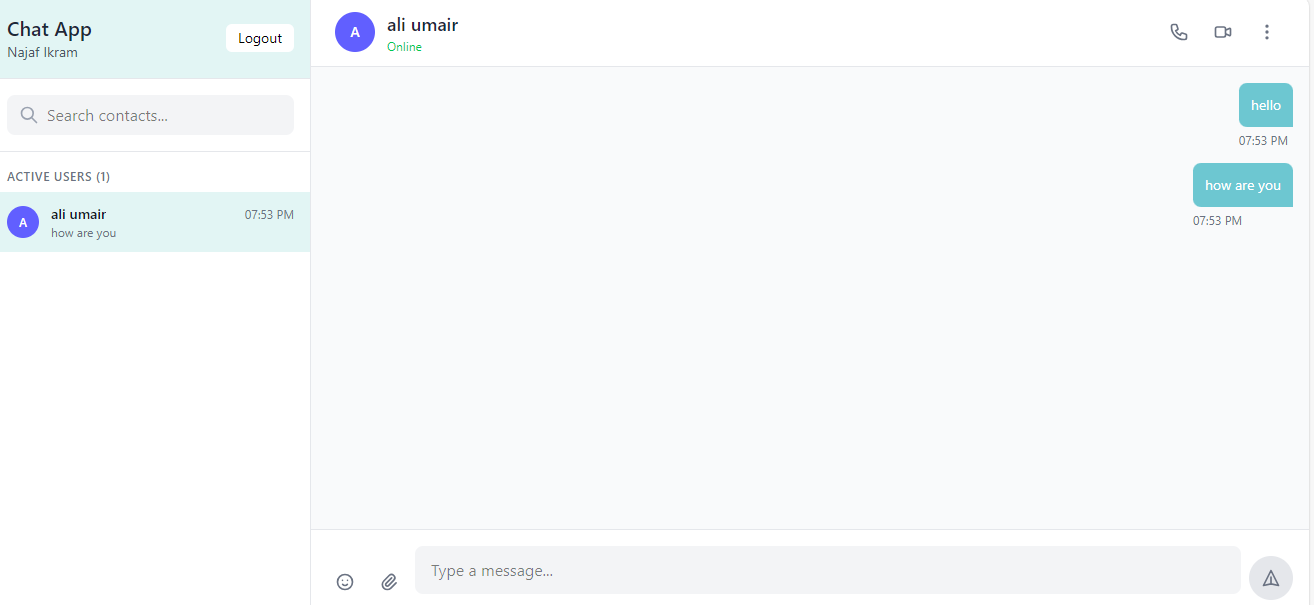 Chat App
Najaf Ikram
Logout
Search contacts...
ACTIVE USERS (1)
A
ali umair
07:53 PM
how are you
A
ali umair
Online
hello
07:53 PM
how are you
07:53 PM
Type a message...